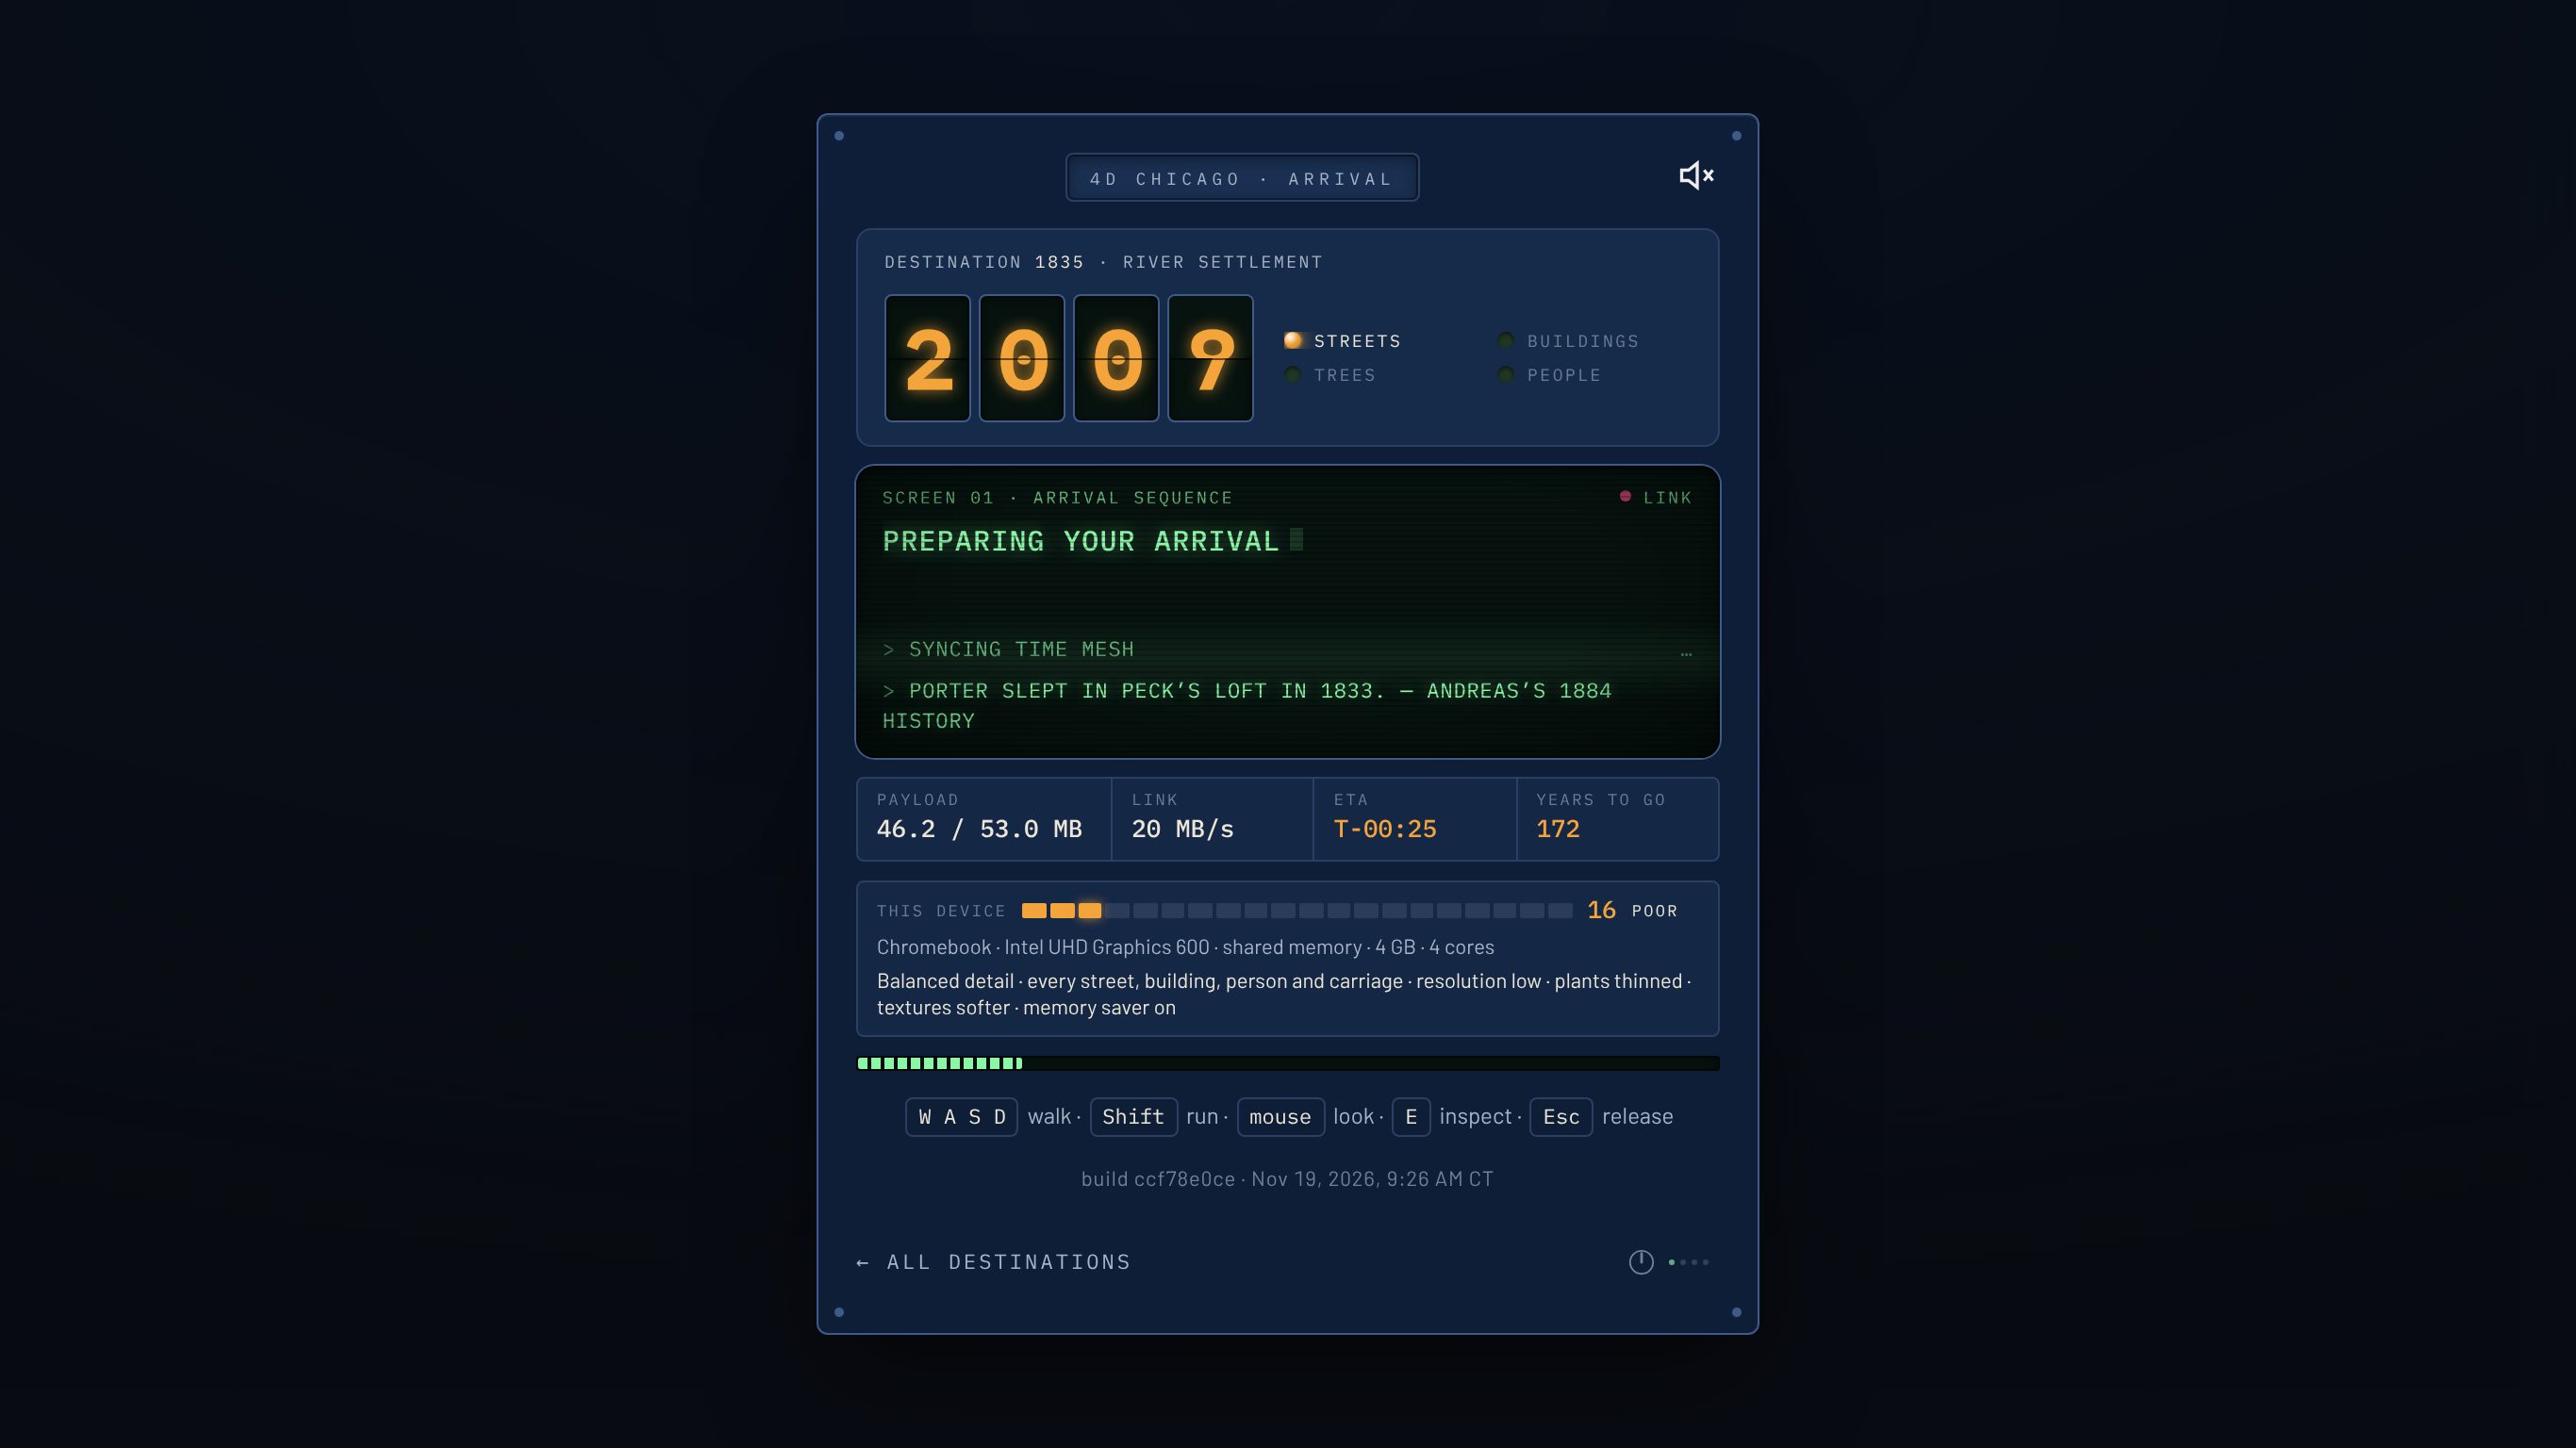 4D CHICAGO · ARRIVAL
DESTINATION 1835 · RIVER SETTLEMENT
2009
STREETS
BUILDINGS
TREES
PEOPLE
SCREEN 01 · ARRIVAL SEQUENCE
LINK
PREPARING YOUR ARRIVAL
> SYNCING TIME MESH …
> PORTER SLEPT IN PECK’S LOFT IN 1833. — ANDREAS’S 1884
HISTORY
PAYLOAD
46.2 / 53.0 MB
LINK
20 MB/s
ETA
T-00:25
YEARS TO GO
172
THIS DEVICE 16 POOR
Chromebook · Intel UHD Graphics 600 · shared memory · 4 GB · 4 cores
Balanced detail · every street, building, person and carriage · resolution low · plants thinned ·
textures softer · memory saver on
W A S D walk · Shift run · mouse look · E inspect · Esc release
build ccf78e0ce · Nov 19, 2026, 9:26 AM CT
← ALL DESTINATIONS